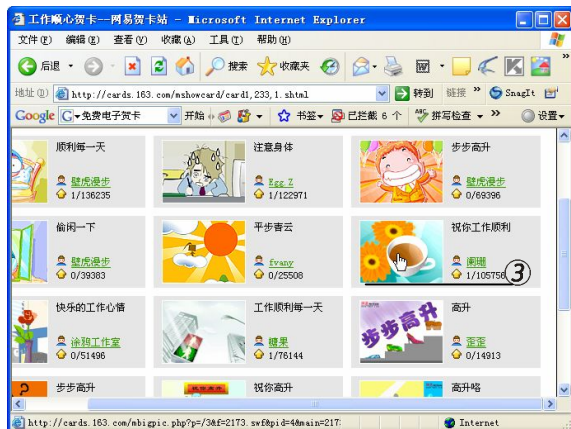 工作顺心贺卡--网易贺卡站 - Microsoft Internet Explorer
文件(F) 编辑(E) 查看(V) 收藏(A) 工具(T) 帮助(H)
后退 搜索 收藏夹 »
地址(D) http://cards.163.com/mshowcard/card1,233,1.shtml 转到 链接 » SnagIt
Google G 免费电子贺卡 开始 书签 已拦截 6 个 拼写检查 » 设置
顺利每一天 注意身体 步步高升
壁虎漫步 Egg Z 壁虎漫步
1/136235 1/122971 0/69396
偷闲一下 平步青云 祝你工作顺利
壁虎漫步 fvany 阑珊
0/39383 0/25508 1/105756 ③
快乐的工作心情 工作顺利每一天 高升
步步高升
涂鸦工作室 糖果 歪歪
0/51496 1/76144 0/14913
步步高升 祝你高升 高升咯
http://cards.163.com/mbigpic.php?p=/3&f=2173.swf&pid=4&main=217: Internet